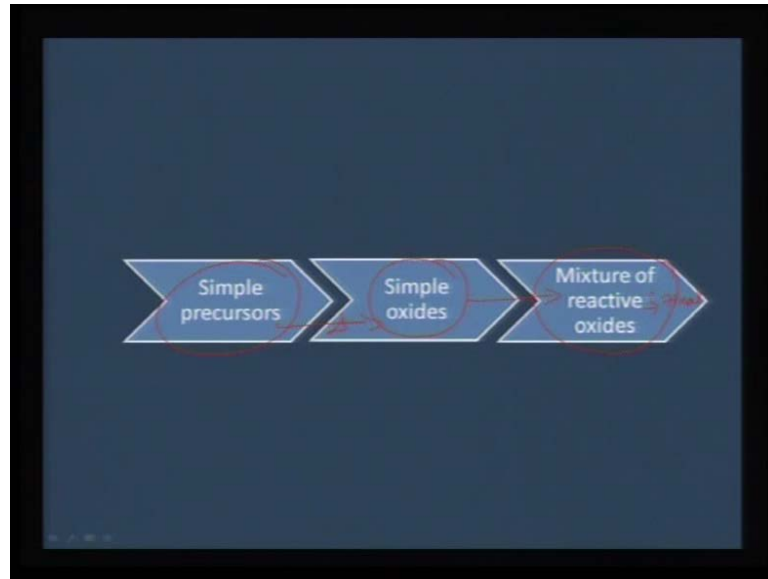 Simple
precursors
Simple
oxides
Mixture of
reactive
oxides